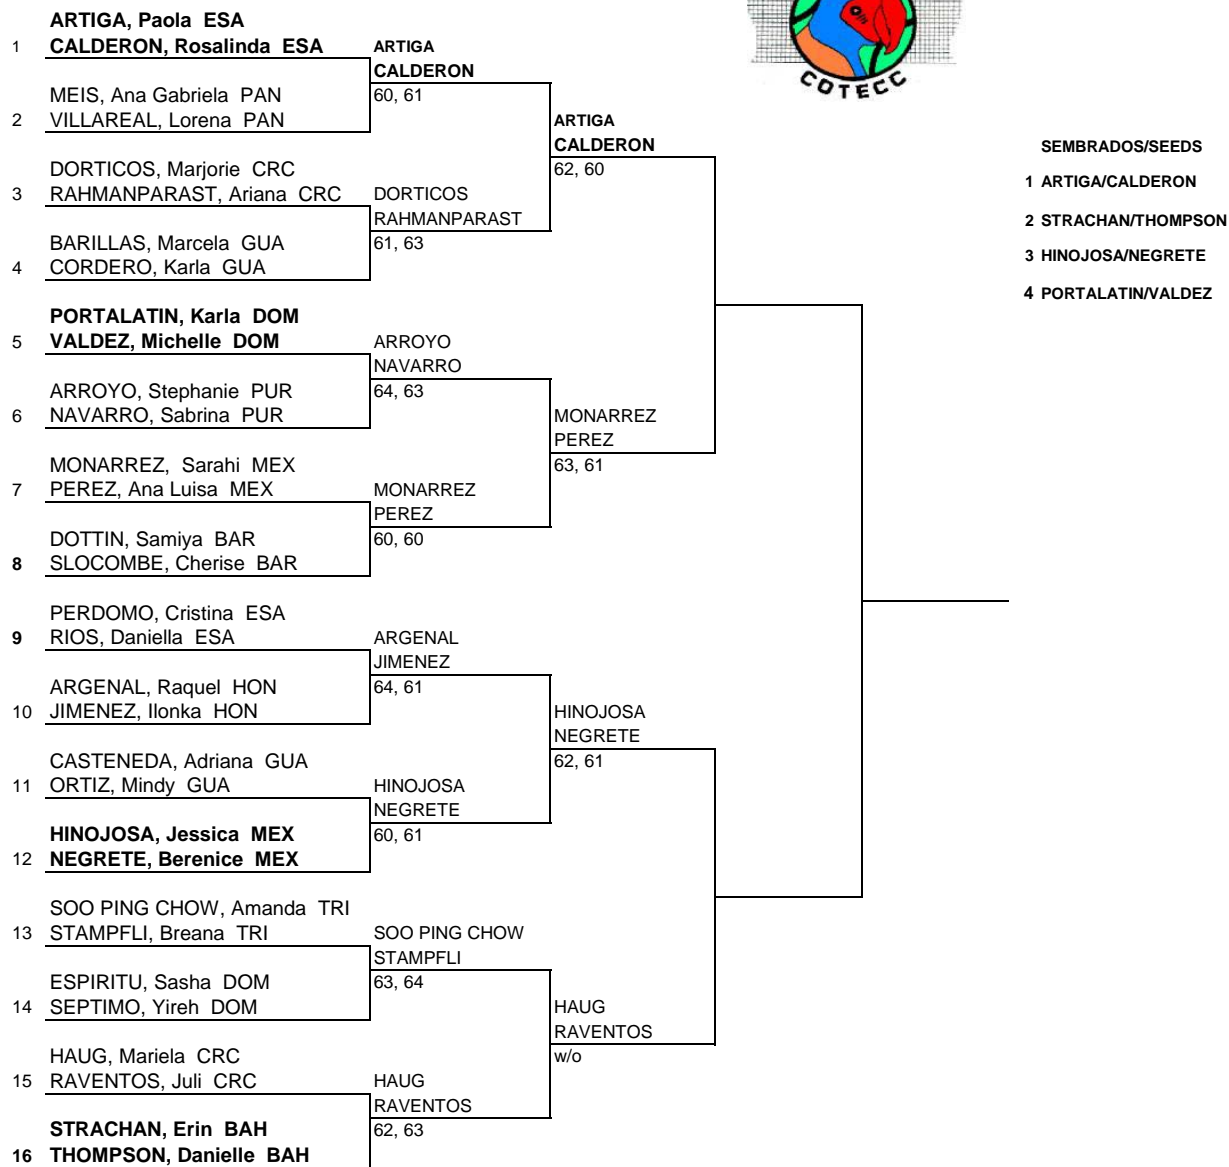 COTECC
ARTIGA, Paola ESA
1 CALDERON, Rosalinda ESA
MEIS, Ana Gabriela PAN
2 VILLAREAL, Lorena PAN
DORTICOS, Marjorie CRC
3 RAHMANPARAST, Ariana CRC
BARILLAS, Marcela GUA
4 CORDERO, Karla GUA
PORTALATIN, Karla DOM
5 VALDEZ, Michelle DOM
ARROYO, Stephanie PUR
6 NAVARRO, Sabrina PUR
MONARREZ, Sarahi MEX
7 PEREZ, Ana Luisa MEX
DOTTIN, Samiya BAR
8 SLOCOMBE, Cherise BAR
PERDOMO, Cristina ESA
9 RIOS, Daniella ESA
ARGENAL, Raquel HON
10 JIMENEZ, Ilonka HON
CASTENEDA, Adriana GUA
11 ORTIZ, Mindy GUA
HINOJOSA, Jessica MEX
12 NEGRETE, Berenice MEX
SOO PING CHOW, Amanda TRI
13 STAMPFLI, Breana TRI
ESPIRITU, Sasha DOM
14 SEPTIMO, Yireh DOM
HAUG, Mariela CRC
15 RAVENTOS, Juli CRC
STRACHAN, Erin BAH
16 THOMPSON, Danielle BAH
ARTIGA
CALDERON
60, 61
DORTICOS
RAHMANPARAST
61, 63
ARROYO
NAVARRO
64, 63
MONARREZ
PEREZ
60, 60
ARGENAL
JIMENEZ
64, 61
HINOJOSA
NEGRETE
60, 61
SOO PING CHOW
STAMPFLI
63, 64
HAUG
RAVENTOS
62, 63
ARTIGA
CALDERON
62, 60
MONARREZ
PEREZ
63, 61
HINOJOSA
NEGRETE
62, 61
HAUG
RAVENTOS
w/o
SEMBRADOS/SEEDS
1 ARTIGA/CALDERON
2 STRACHAN/THOMPSON
3 HINOJOSA/NEGRETE
4 PORTALATIN/VALDEZ